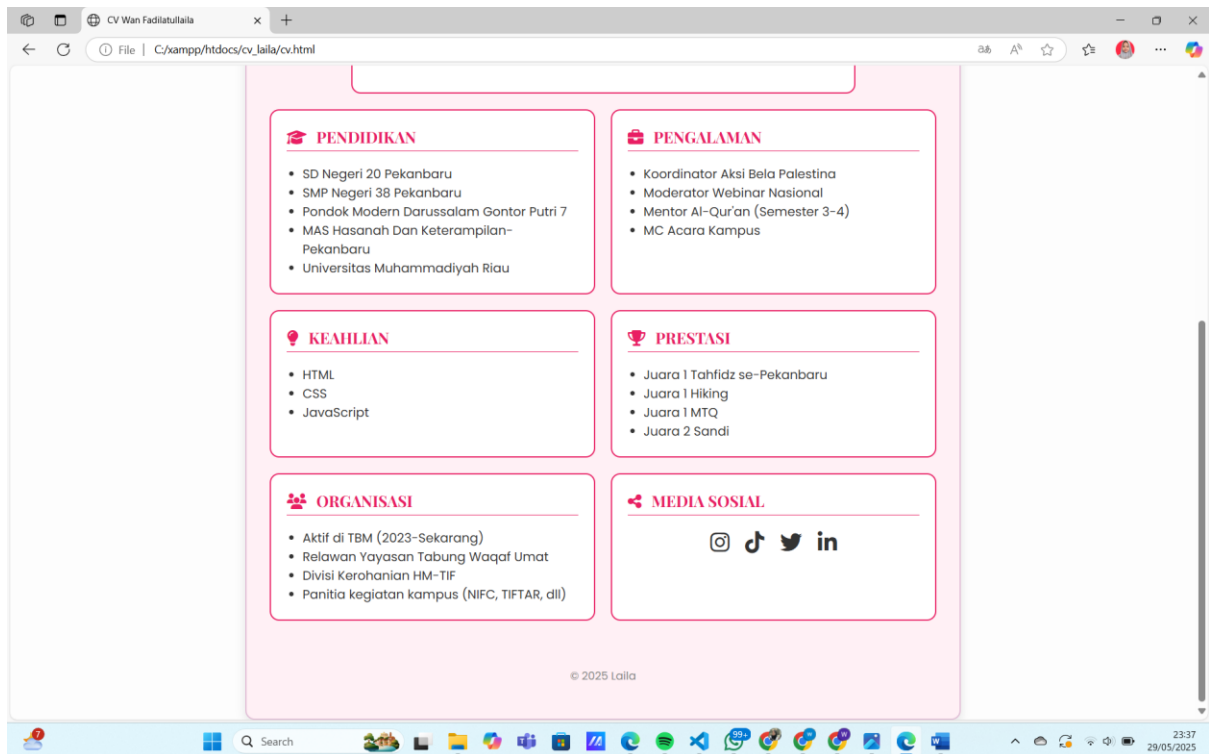 CV Wan Fadilatullaila
File
C:/xampp/htdocs/cv_laila/cv.html
PENDIDIKAN
SD Negeri 20 Pekanbaru
SMP Negeri 38 Pekanbaru
Pondok Modern Darussalam Gontor Putri 7
MAS Hasanah Dan Keterampilan-
Pekanbaru
Universitas Muhammadiyah Riau
PENGALAMAN
Koordinator Aksi Bela Palestina
Moderator Webinar Nasional
Mentor Al-Qur'an (Semester 3-4)
MC Acara Kampus
KEAHLIAN
HTML
CSS
JavaScript
PRESTASI
Juara 1 Tahfidz se-Pekanbaru
Juara 1 Hiking
Juara 1 MTQ
Juara 2 Sandi
ORGANISASI
Aktif di TBM (2023-Sekarang)
Relawan Yayasan Tabung Waqaf Umat
Divisi Kerohanian HM-TIF
Panitia kegiatan kampus (NIFC, TIFTAR, dll)
MEDIA SOSIAL
© 2025 Laila
7
Search
99+
23:37
29/05/2025